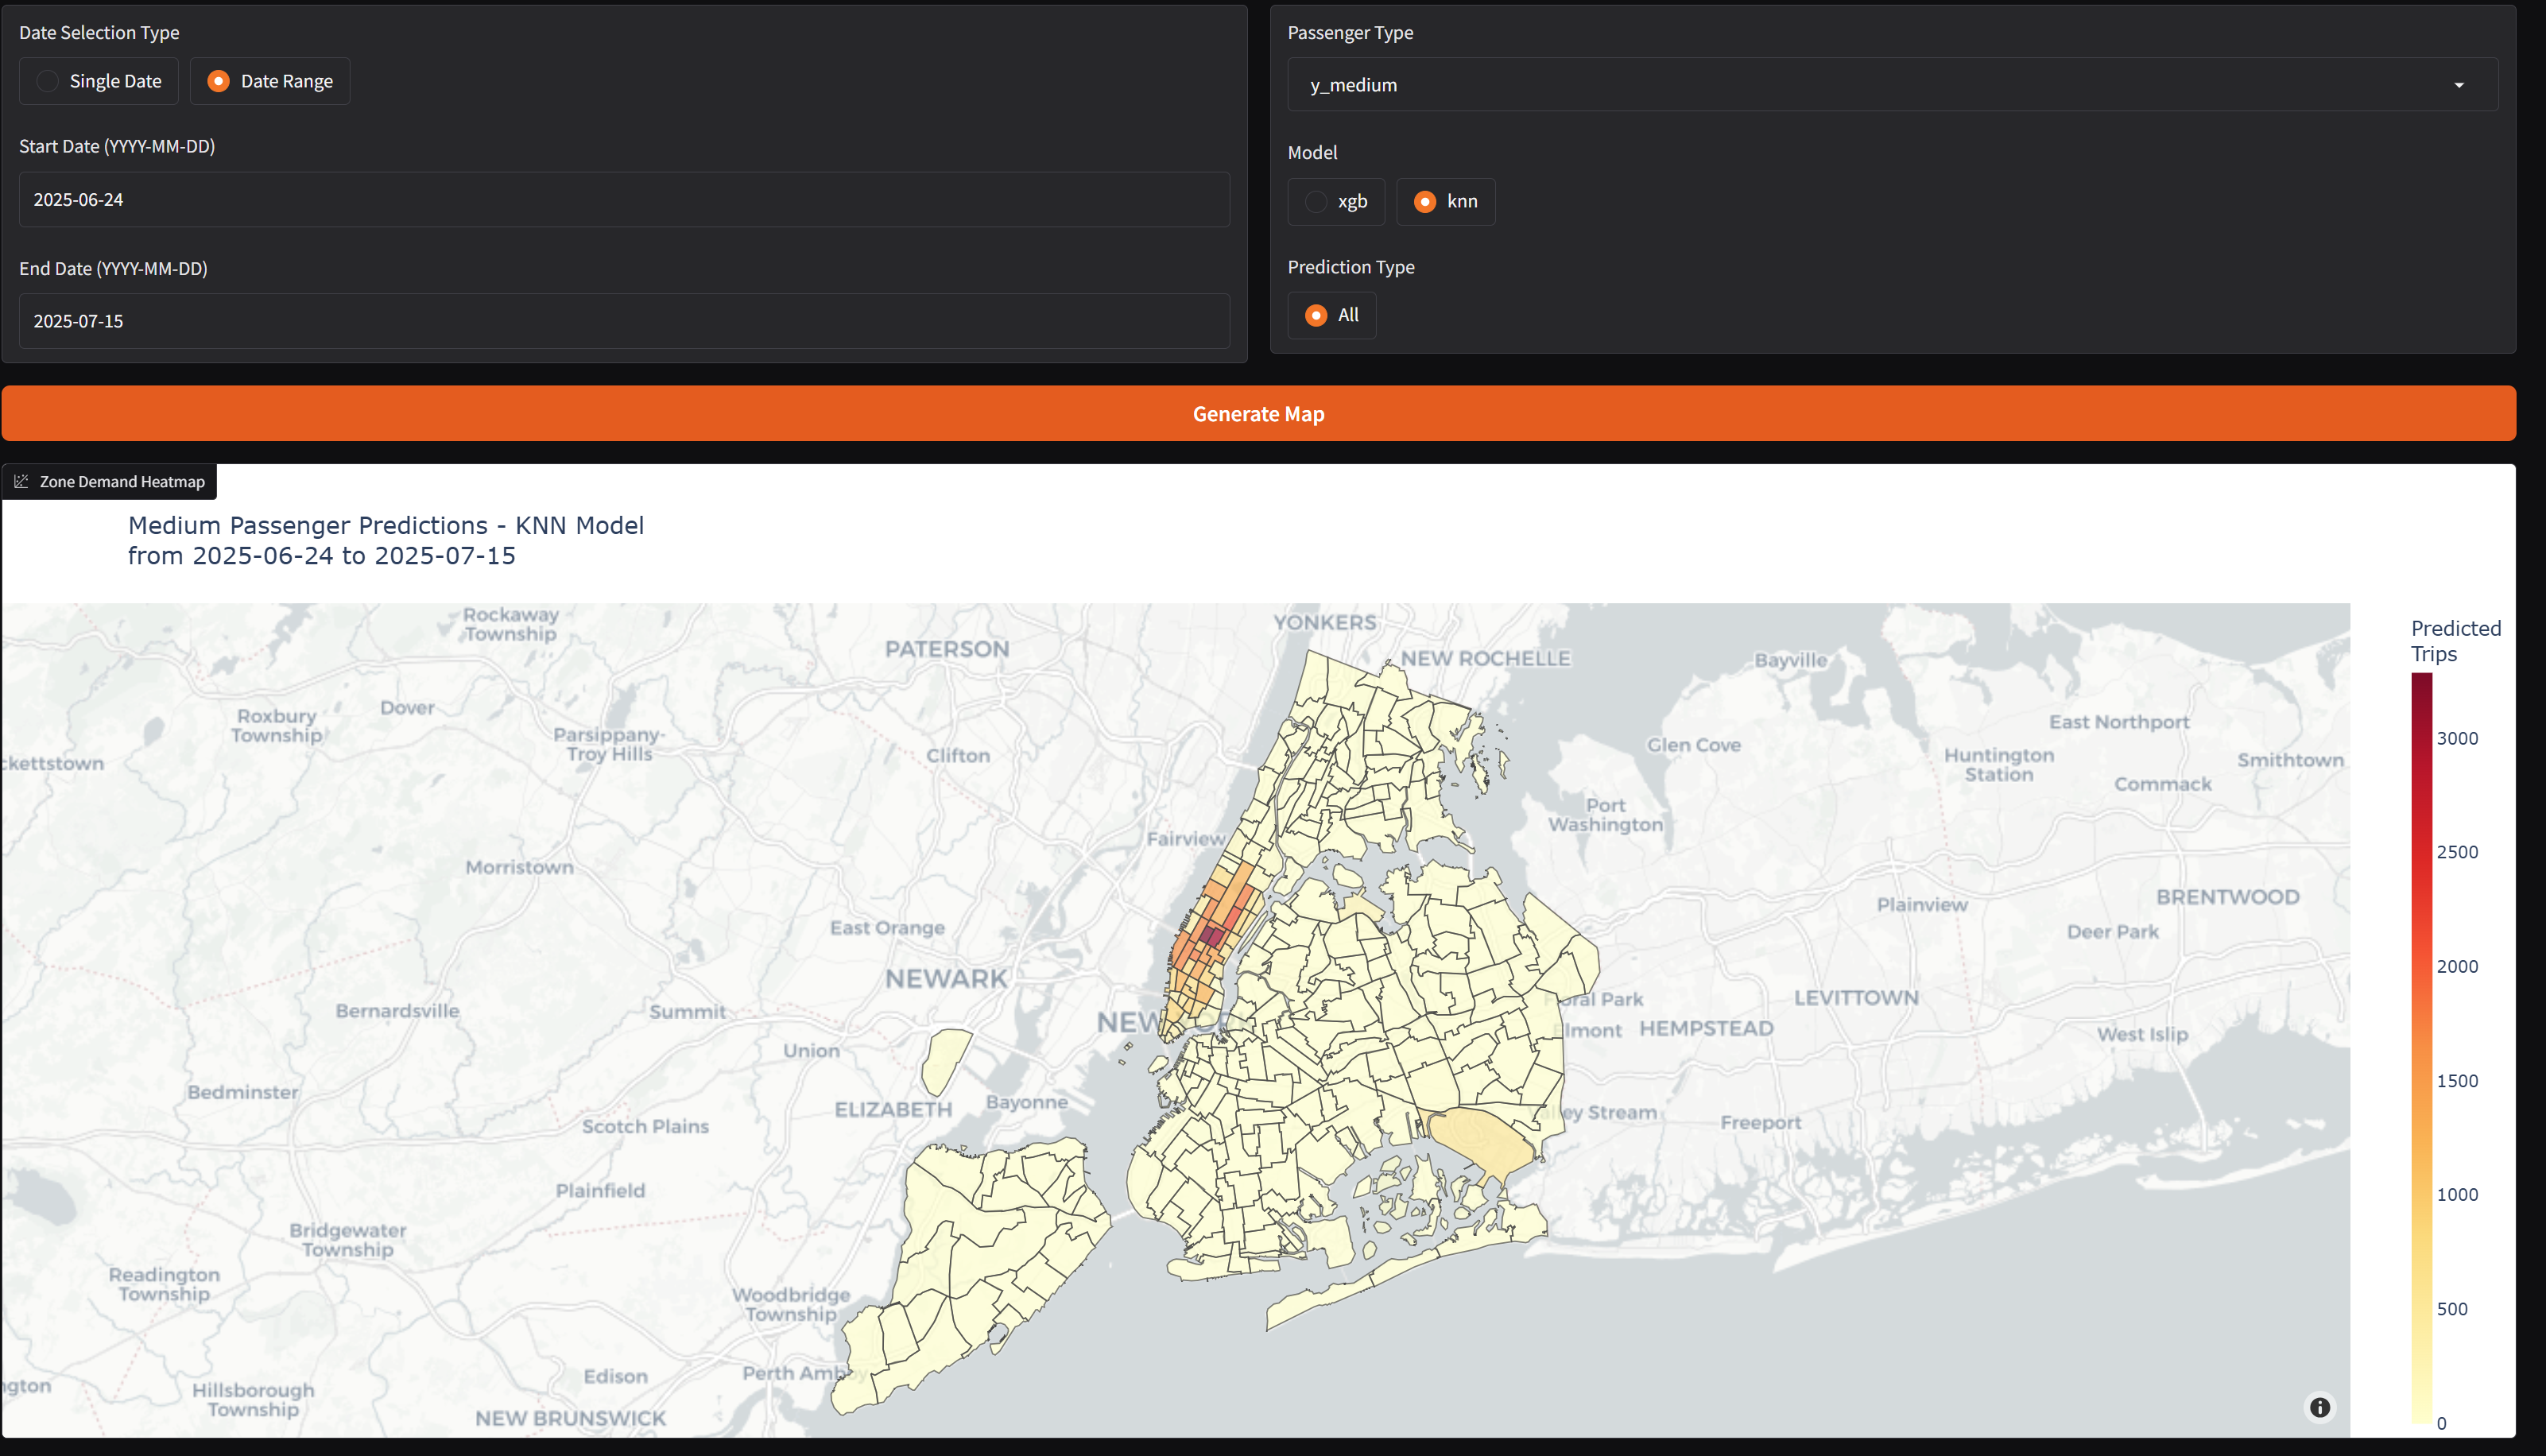 Date Selection Type
Single Date
Date Range
Start Date (YYYY-MM-DD)
2025-06-24
End Date (YYYY-MM-DD)
2025-07-15
Passenger Type
y_medium
Model
xgb
knn
Prediction Type
All
Generate Map
Zone Demand Heatmap
Medium Passenger Predictions - KNN Model
from 2025-06-24 to 2025-07-15
Rockaway
Township
YONKERS
PATERSON
NEW ROCHELLE
Bayville
Roxbury
Township
Dover
Parsippany-
Troy Hills
Clifton
Glen Cove
East Northport
Huntington
Station
Smithtown
ckettstown
Commack
Port
Washington
Fairview
Morristown
Plainview
BRENTWOOD
East Orange
Deer Park
NEWARK
Bernardsville
Summit
NEW
oral Park
LEVITTOWN
Elmont
HEMPSTEAD
West Islip
Union
Bedminster
ELIZABETH
Bayonne
Scotch Plains
Valley Stream
Freeport
Plainfield
Bridgewater
Township
Readington
Township
Woodbridge
Township
Edison
Perth Amboy
ngton
Hillsborough
Township
NEW BRUNSWICK
Predicted
Trips
3000
2500
2000
1500
1000
500
0